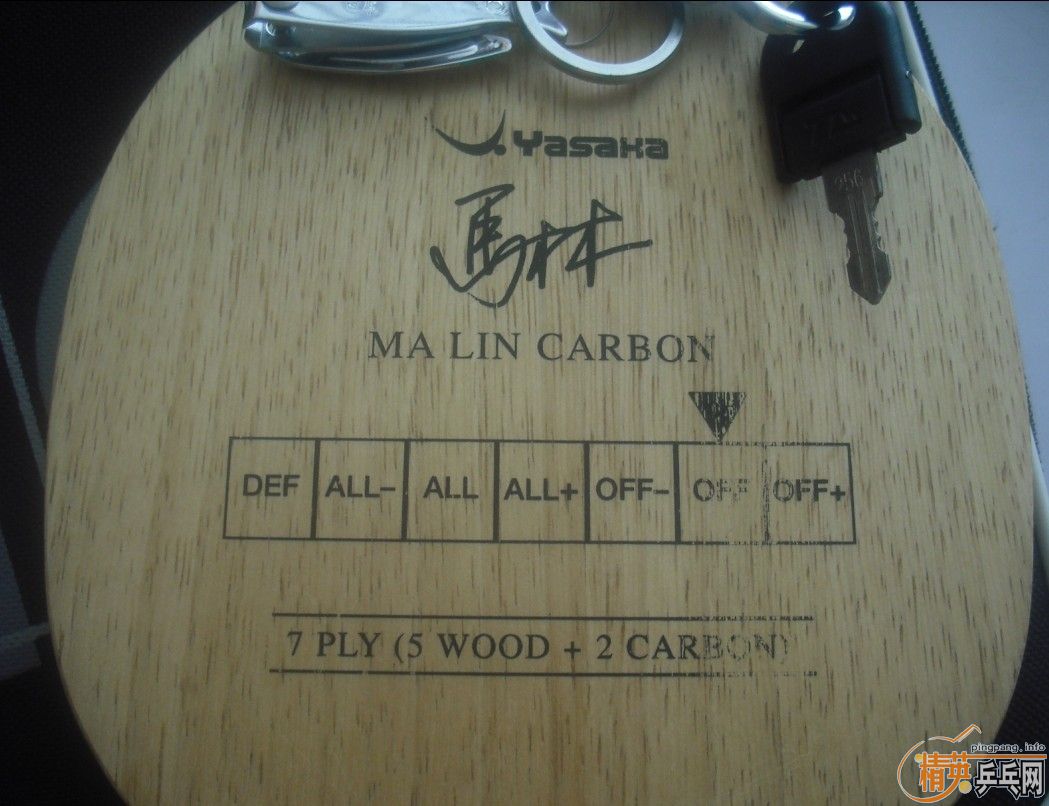 Yasaka
馬林
MA LIN CARBON
DEF ALL- ALL ALL+ OFF- OFF OFF+
7 PLY (5 WOOD + 2 CARBON)
956
pingpang.info
精英乒乓网